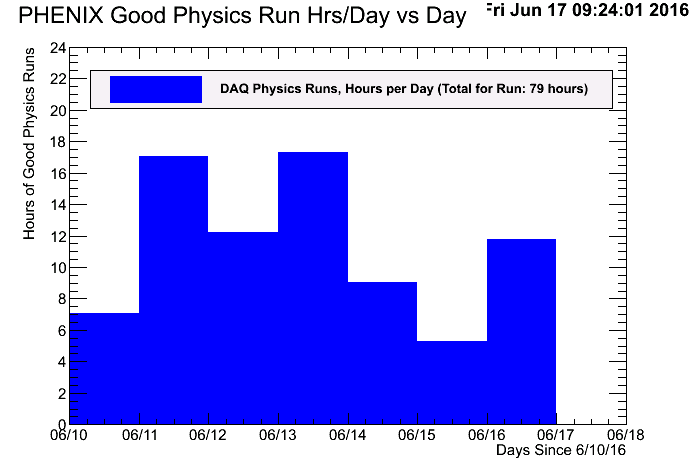 PHENIX Good Physics Run Hrs/Day vs Day
Fri Jun 17 09:24:01 2016
Hours of Good Physics Runs
24
22
20
18
16
14
12
10
8
6
4
2
0
DAQ Physics Runs, Hours per Day (Total for Run: 79 hours)
06/10 06/11 06/12 06/13 06/14 06/15 06/16 06/17 06/18
Days Since 6/10/16